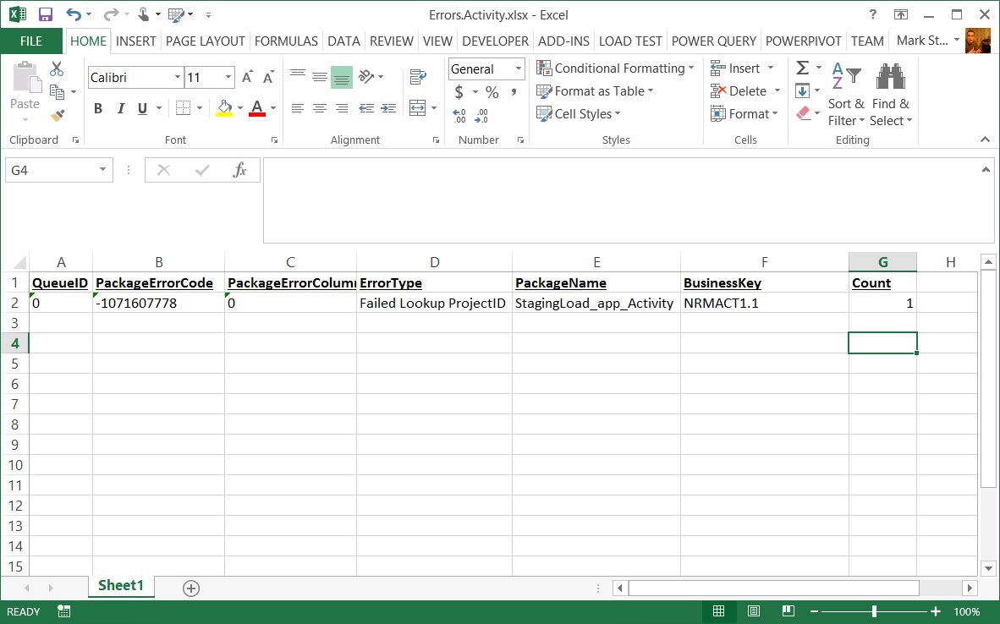 Errors.Activity.xlsx - Excel
?
FILE HOME INSERT PAGE LAYOUT FORMULAS DATA REVIEW VIEW DEVELOPER ADD-INS LOAD TEST POWER QUERY POWERPIVOT TEAM Mark St...
Paste
Calibri 11
B I U A
General
$ % ,
Conditional Formatting
Format as Table
Cell Styles
Insert
Delete
Format
Sort & Filter
Find & Select
Clipboard Font Alignment Number Styles Cells Editing
G4 fx
A B C D E F G H
1 QueueID PackageErrorCode PackageErrorColumn ErrorType PackageName BusinessKey Count
2 0 -1071607778 0 Failed Lookup ProjectID StagingLoad_app_Activity NRMACT1.1 1
3
4
5
6
7
8
9
10
11
12
13
14
15
Sheet1
READY 100%